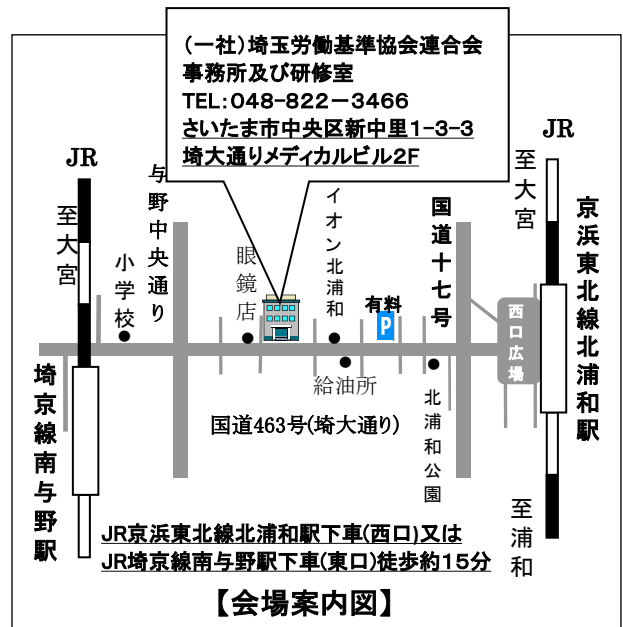 （一社）埼玉労働基準協会連合会
事務所及び研修室
TEL：048-822－3466
さいたま市中央区新中里1-3-3
埼大通りメディカルビル2F
JR
JR
至大宮
小学校
与野中央通り
眼鏡店
イオン北浦和
有料
P
国道十七号
至大宮
西口広場
京浜東北線北浦和駅
給油所
北浦和公園
国道463号(埼大通り)
埼京線南与野駅
至浦和
JR京浜東北線北浦和駅下車(西口)又は
JR埼京線南与野駅下車(東口)徒歩約15分
【会場案内図】